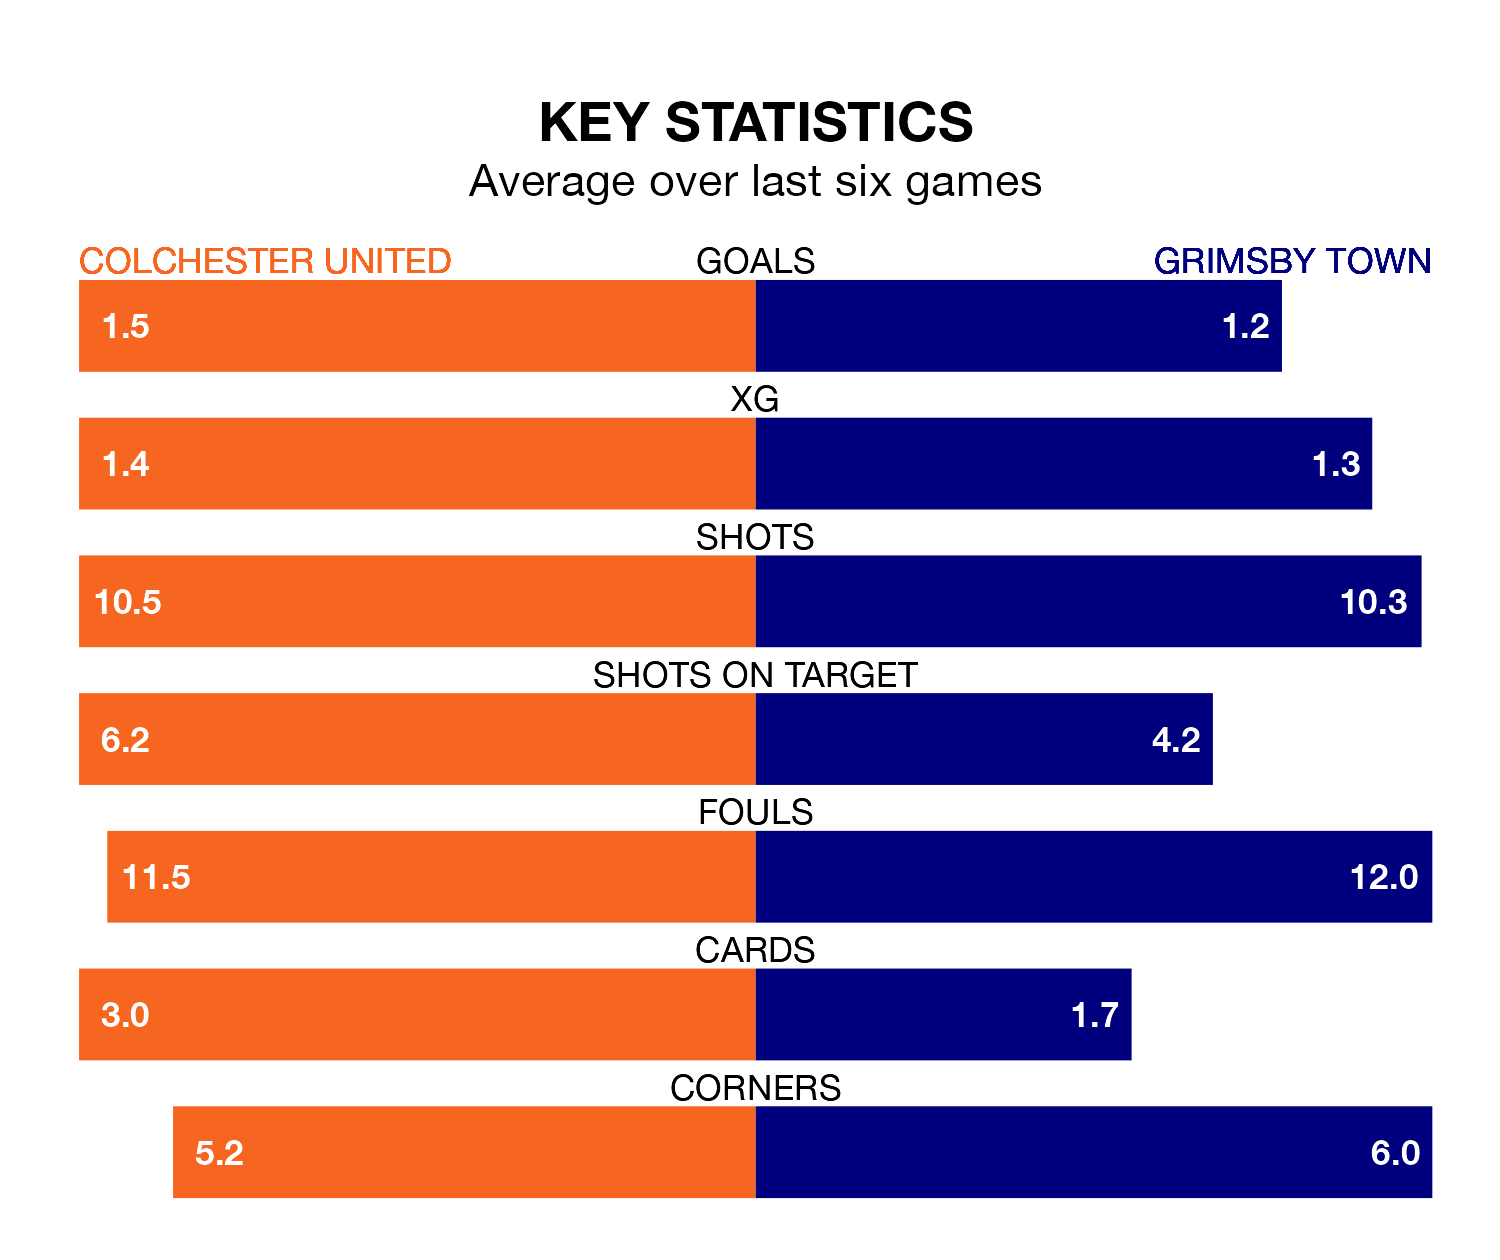 KEY STATISTICS
Average over last six games
COLCHESTER UNITED GOALS GRIMSBY TOWN
1.5 1.2
XG
1.4 1.3
SHOTS
10.5 10.3
SHOTS ON TARGET
6.2 4.2
FOULS
11.5 12.0
CARDS
3.0 1.7
CORNERS
5.2 6.0